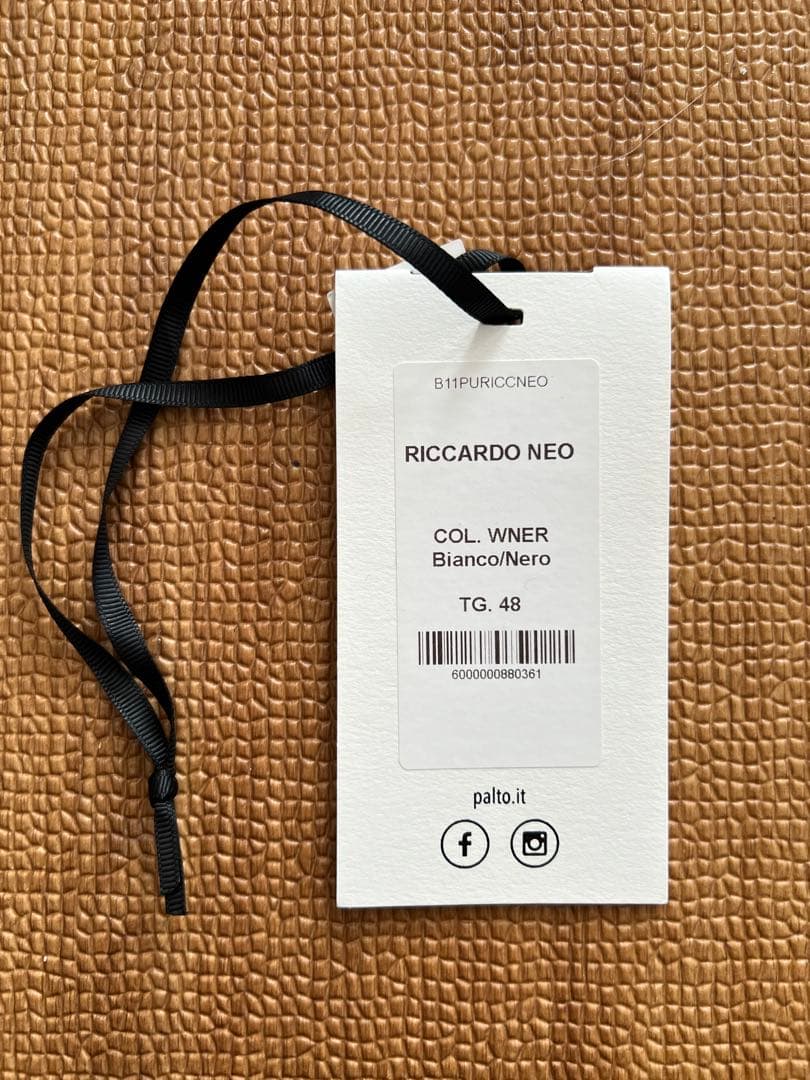 B11PURICCNEO
RICCARDO NEO
COL. WNER
Bianco/Nero
TG. 48
6000000880361
palto.it
f